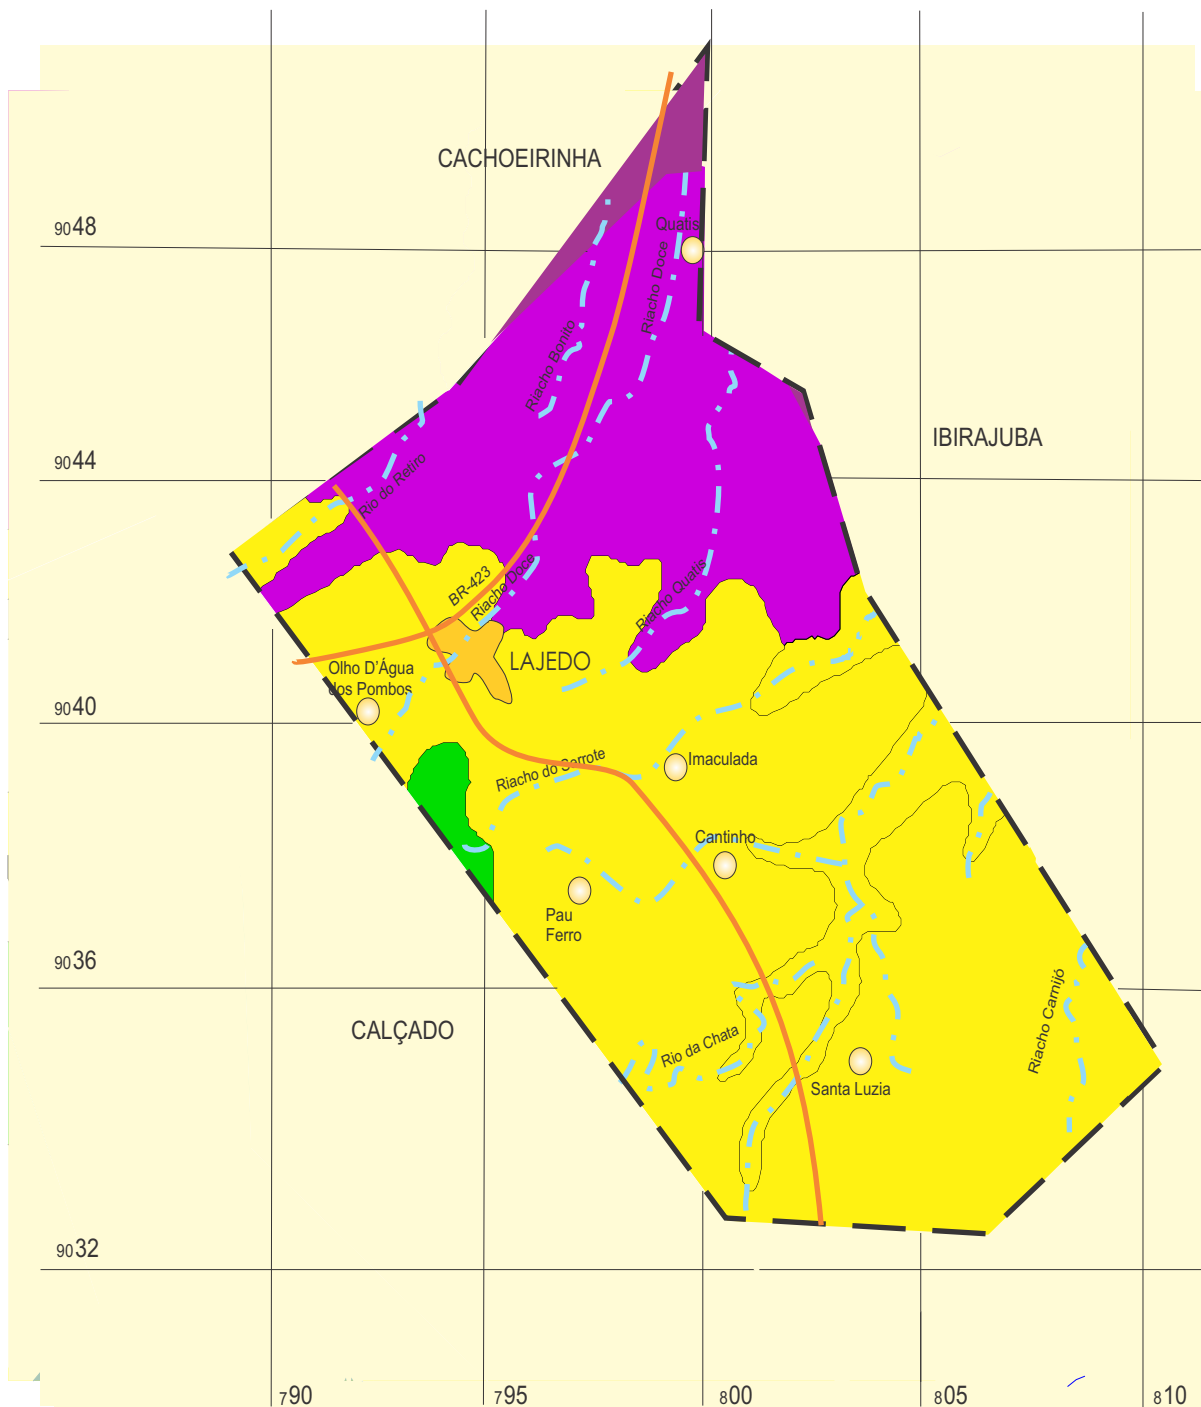 CACHOEIRINHA
Quatis
9048
Riacho Doce
Riacho Bonito
IBIRAJUBA
9044
Rio do Retiro
BR-423
Riacho Doce
Riacho Quatis
LAJEDO
Olho D'Água
dos Pombos
9040
Imaculada
Riacho do Serrote
Cantinho
Pau
Ferro
9036
Riacho Carnijó
CALÇADO
Rio da Chata
Santa Luzia
9032
790
795
800
805
810